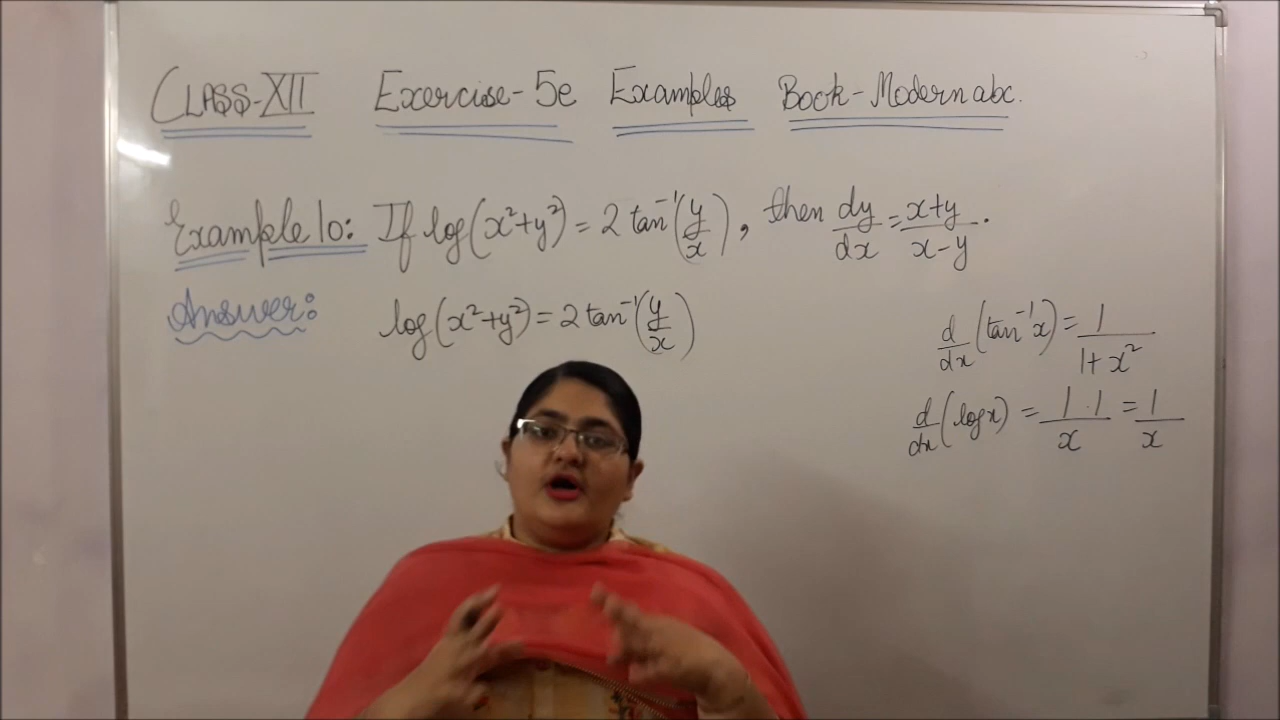 CLASS-XII Exercise-5e Examples Book-Modern abc.
Example 10: If log(x²+y²) = 2 tan⁻¹(y/x), then dy/dx = x+y/x-y.
Answer: log(x²+y²) = 2 tan⁻¹(y/x)
d/dx (tan⁻¹x) = 1/1+x²
d/dx (log x) = 1.1/x = 1/x